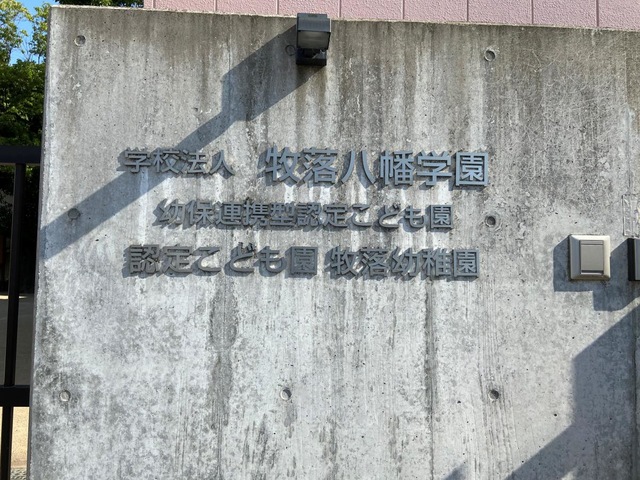 学校法人 牧落八幡学園
幼保連携型認定こども園
認定こども園 牧落幼稚園